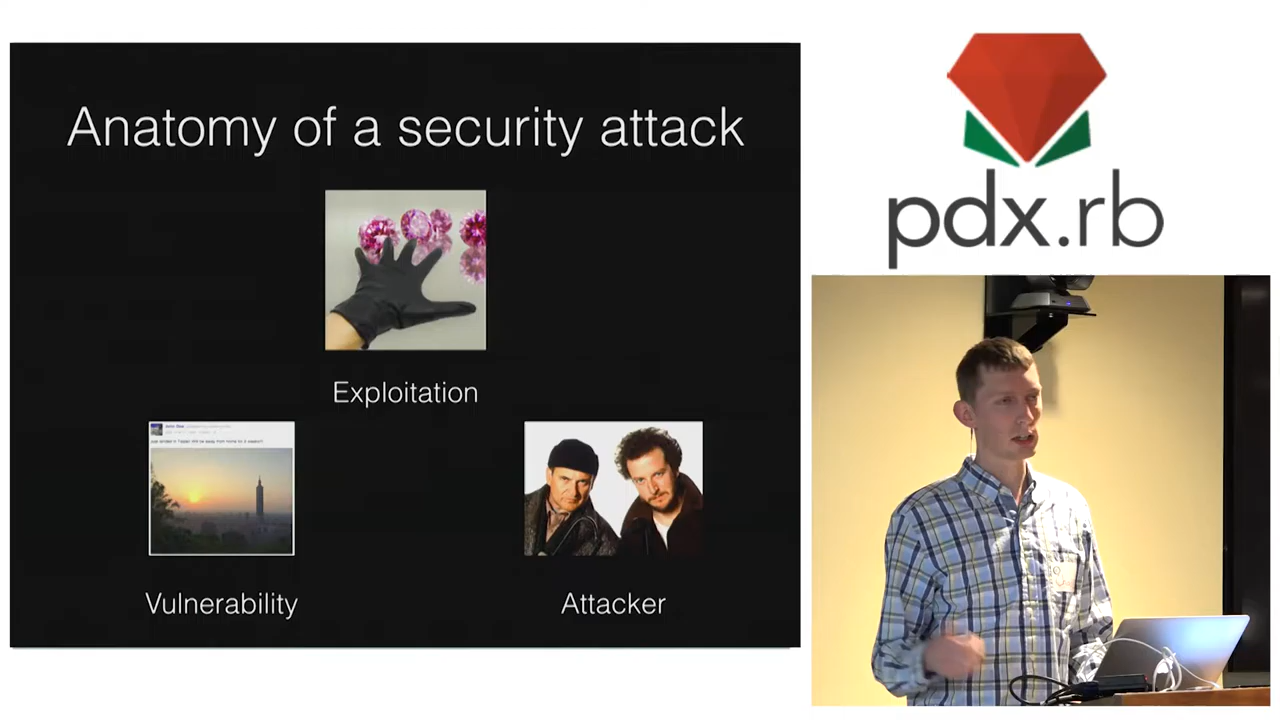 Anatomy of a security attack
pdx.rb
Exploitation
Vulnerability
Attacker